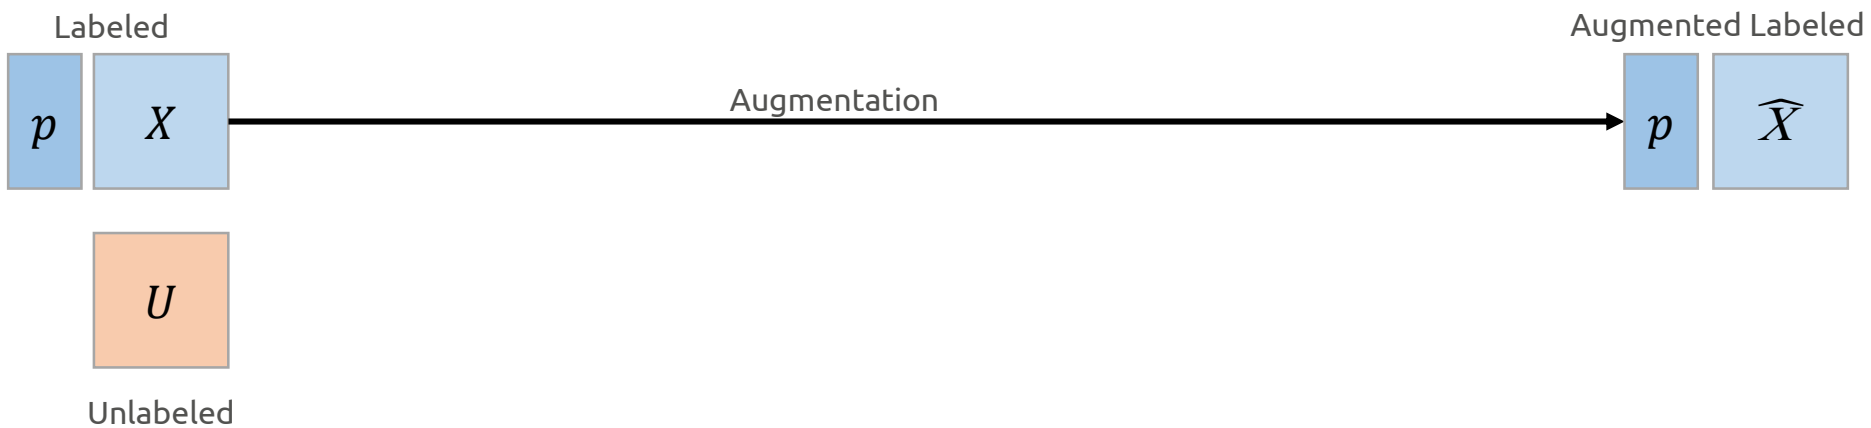 Labeled
Augmented Labeled
p X
Augmentation
p X̂
U
Unlabeled